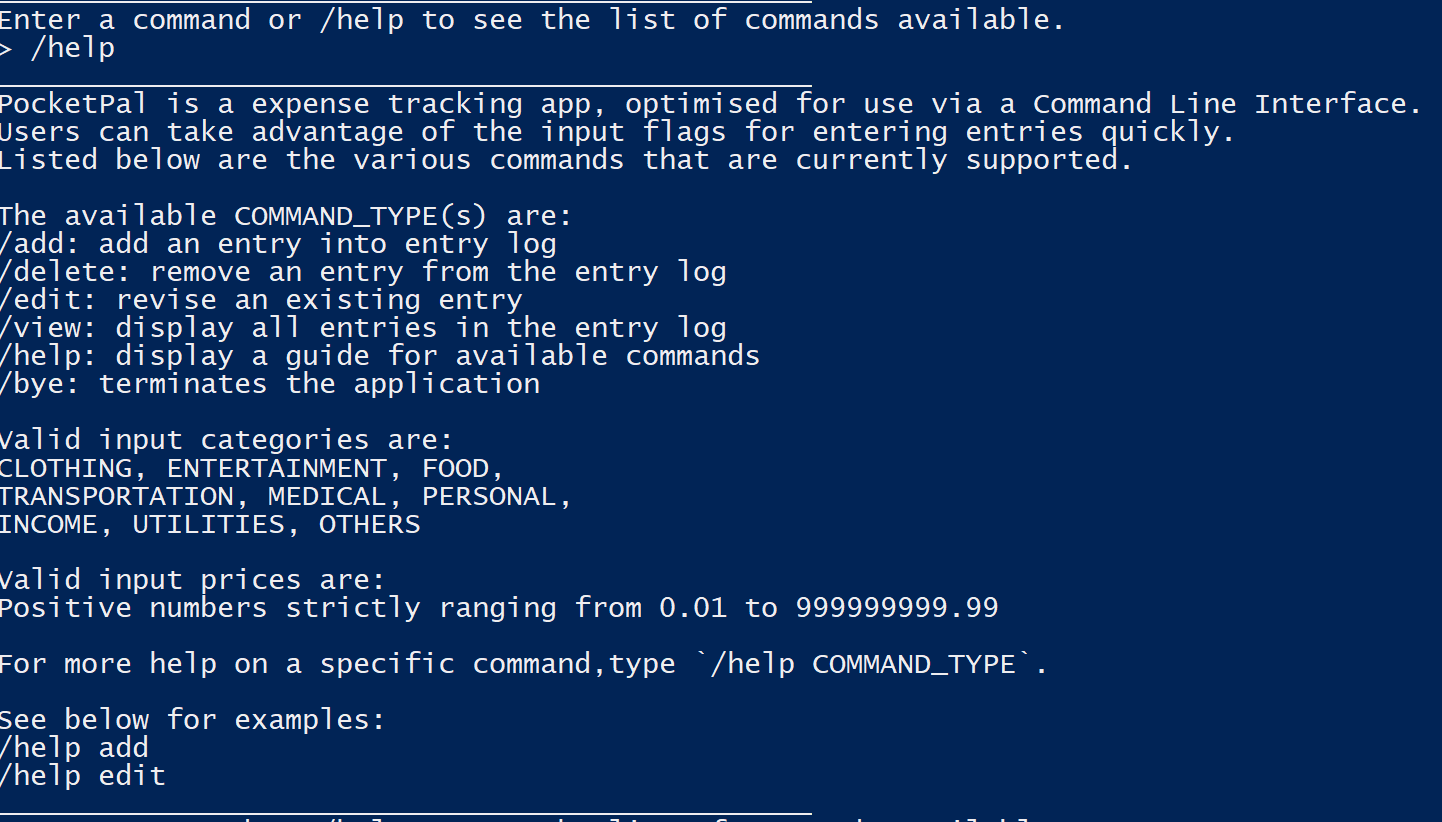 Enter a command or /help to see the list of commands available.
> /help
PocketPal is a expense tracking app, optimised for use via a Command Line Interface.
Users can take advantage of the input flags for entering entries quickly.
Listed below are the various commands that are currently supported.
The available COMMAND_TYPE(s) are:
/add: add an entry into entry log
/delete: remove an entry from the entry log
/edit: revise an existing entry
/view: display all entries in the entry log
/help: display a guide for available commands
/bye: terminates the application
Valid input categories are:
CLOTHING, ENTERTAINMENT, FOOD,
TRANSPORTATION, MEDICAL, PERSONAL,
INCOME, UTILITIES, OTHERS
Valid input prices are:
Positive numbers strictly ranging from 0.01 to 999999999.99
For more help on a specific command,type `/help COMMAND_TYPE`.
See below for examples:
/help add
/help edit